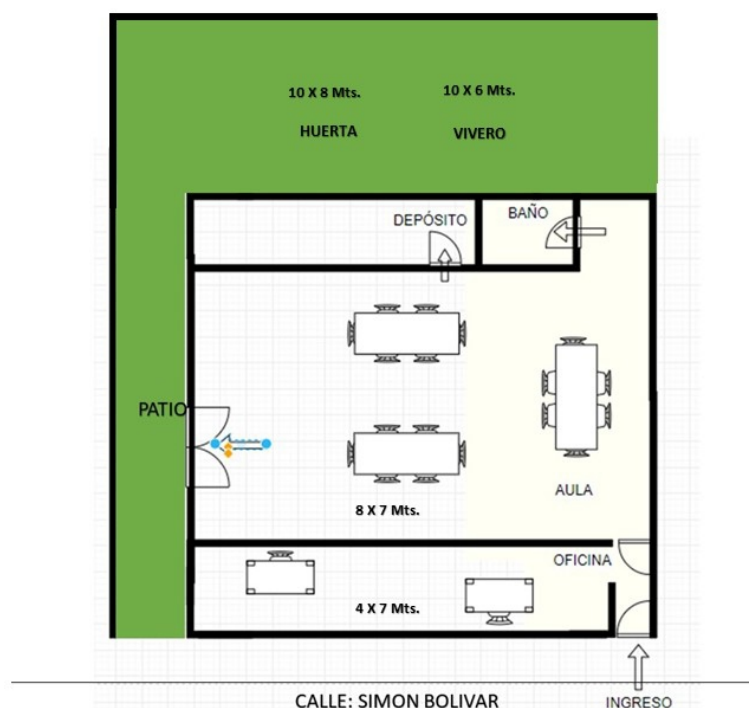 10 X 8 Mts.
10 X 6 Mts.
HUERTA
VIVERO
DEPÓSITO
BAÑO
PATIO
AULA
8 X 7 Mts.
OFICINA
4 X 7 Mts.
CALLE: SIMON BOLIVAR
INGRESO